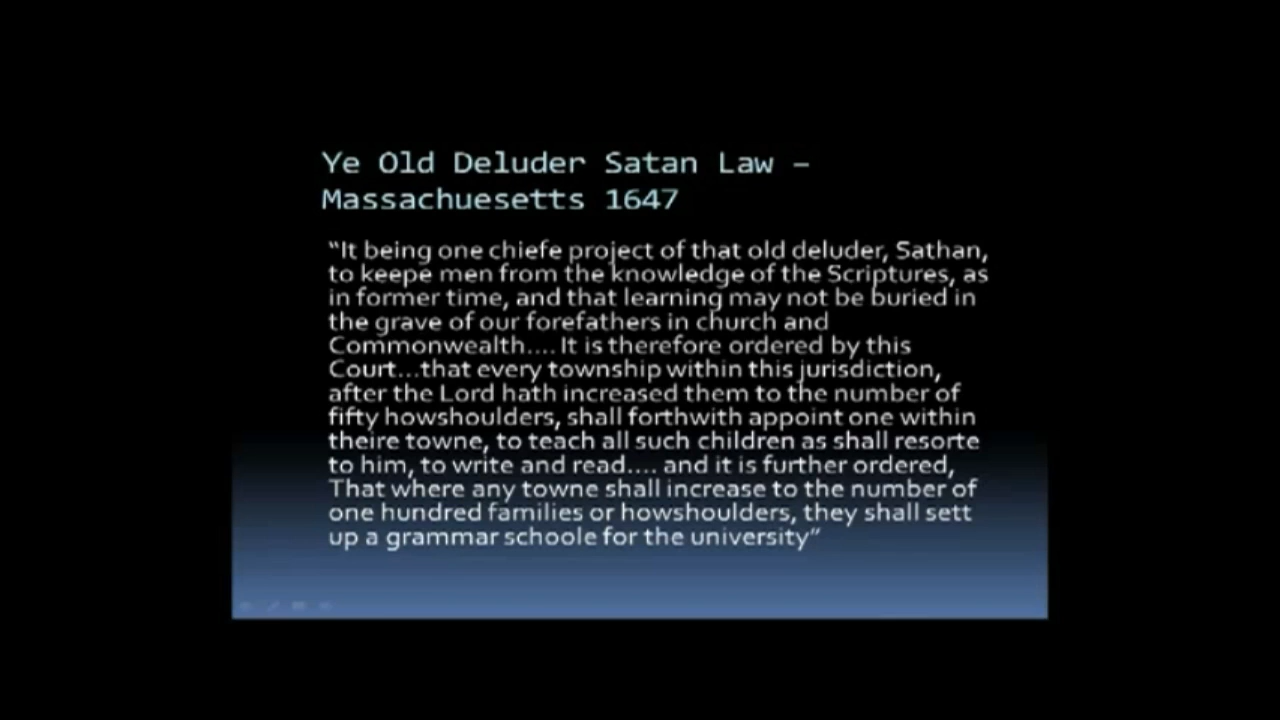 Ye Old Deluder Satan Law –
Massachuesetts 1647
“It being one chiefe project of that old deluder, Sathan,
to keepe men from the knowledge of the Scriptures, as
in former time, and that learning may not be buried in
the grave of our forefathers in church and
Commonwealth.... It is therefore ordered by this
Court...that every township within this jurisdiction,
after the Lord hath increased them to the number of
fifty howshoulders, shall forthwith appoint one within
theire towne, to teach all such children as shall resorte
to him, to write and read.... and it is further ordered,
That where any towne shall increase to the number of
one hundred families or howshoulders, they shall sett
up a grammar schoole for the university”